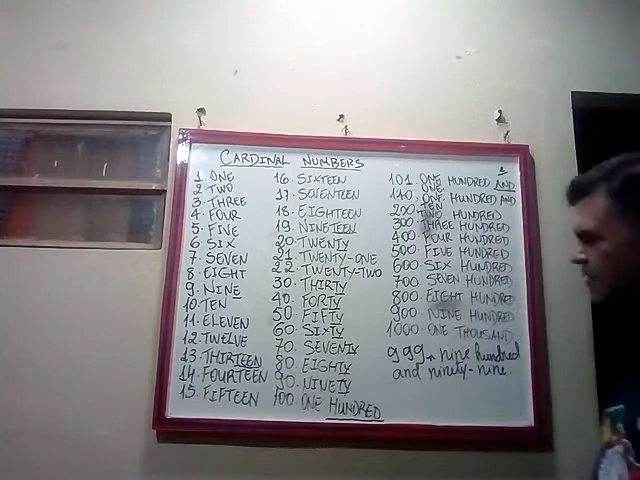 CARDINAL NUMBERS
1. ONE
2. TWO
3. THREE
4. FOUR
5. FIVE
6. SIX
7. SEVEN
8. EIGHT
9. NINE
10. TEN
11. ELEVEN
12. TWELVE
13. THIRTEEN
14. FOURTEEN
15. FIFTEEN
16. SIXTEEN
17. SEVENTEEN
18. EIGHTEEN
19. NINETEEN
20. TWENTY
21. TWENTY-ONE
22. TWENTY-TWO
30. THIRTY
40. FORTY
50. FIFTY
60. SIXTY
70. SEVENTY
80. EIGHTY
90. NINETY
100. ONE HUNDRED
101. ONE HUNDRED AND
ONE
110. ONE HUNDRED AND
TEN
200. TWO HUNDRED
300. THREE HUNDRED
400. FOUR HUNDRED
500. FIVE HUNDRED
600. SIX HUNDRED
700. SEVEN HUNDRED
800. EIGHT HUNDRED
900. NINE HUNDRED
1000. ONE THOUSAND
999. nine hundred
and ninety-nine.